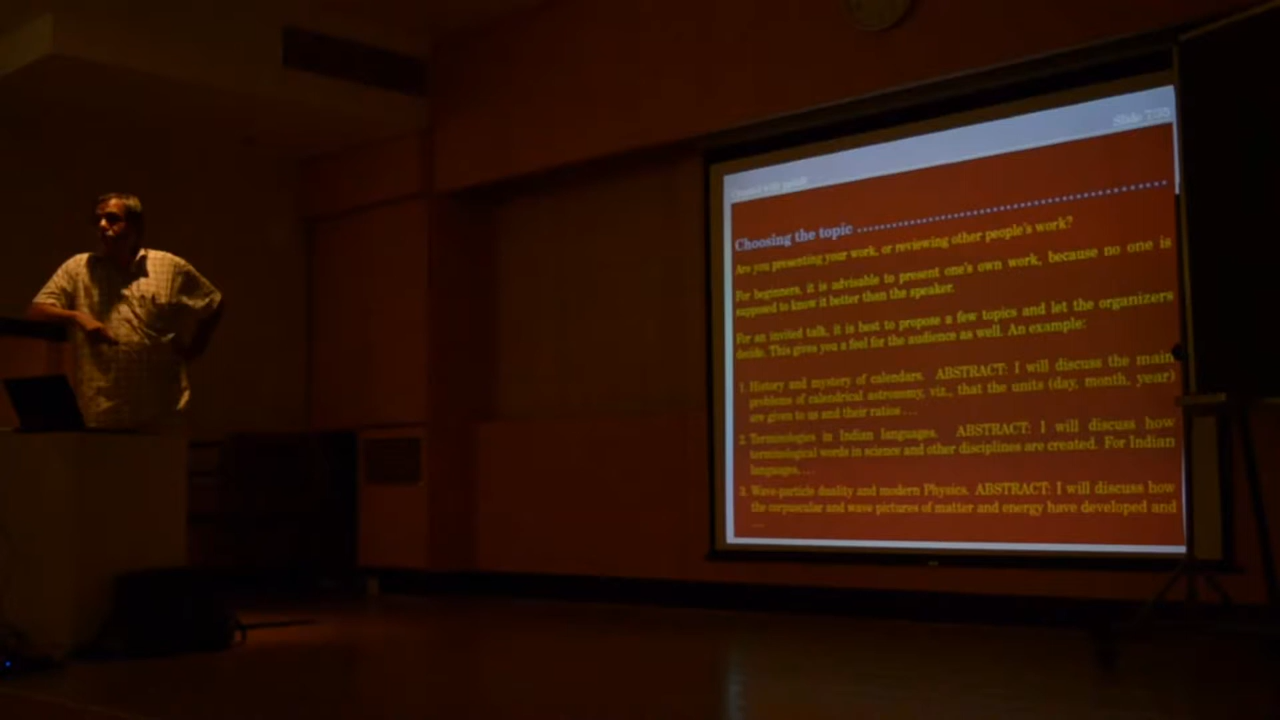 Slide 7/35
Created with ppower4
Choosing the topic ......................................................
Are you presenting your work, or reviewing other people's work?
For beginners, it is advisable to present one's own work, because no one is
supposed to know it better than the speaker.
For an invited talk, it is best to propose a few topics and let the organizers
decide. This gives you a feel for the audience as well. An example:
1. History and mystery of calendars. ABSTRACT: I will discuss the main
problems of calendrical astronomy, viz., that the units (day, month, year)
are given to us and their ratios ...
2. Terminologies in Indian languages. ABSTRACT: I will discuss how
terminological words in science and other disciplines are created. For Indian
languages, ...
3. Wave-particle duality and modern Physics. ABSTRACT: I will discuss how
the corpuscular and wave pictures of matter and energy have developed and
...